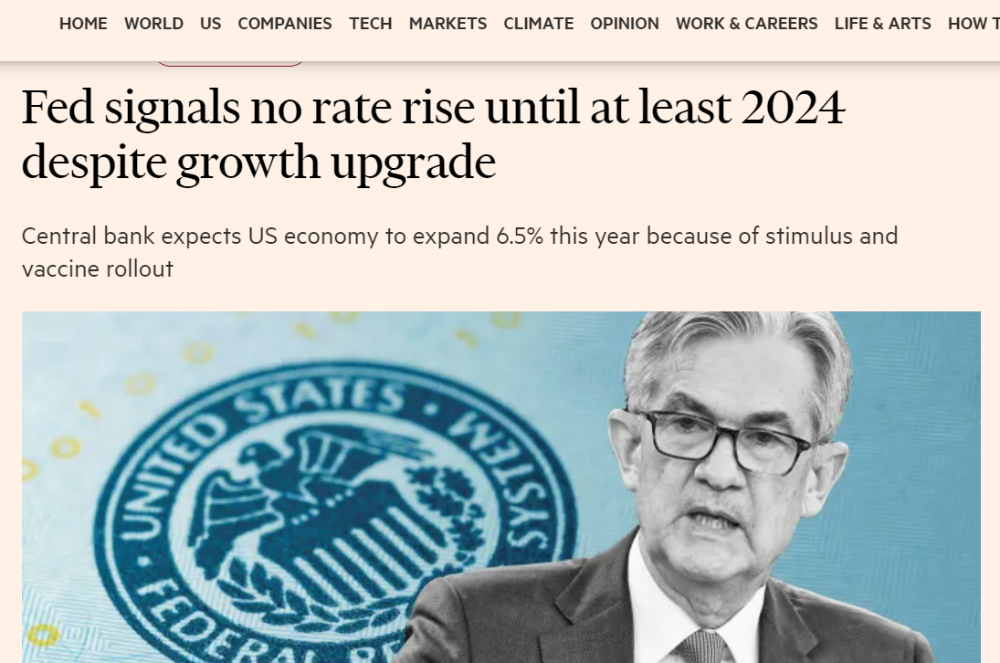 HOME WORLD US COMPANIES TECH MARKETS CLIMATE OPINION WORK & CAREERS LIFE & ARTS HOW T
Fed signals no rate rise until at least 2024
despite growth upgrade
Central bank expects US economy to expand 6.5% this year because of stimulus and
vaccine rollout
UNITED STATES • FEDERAL RE
SYSTEM